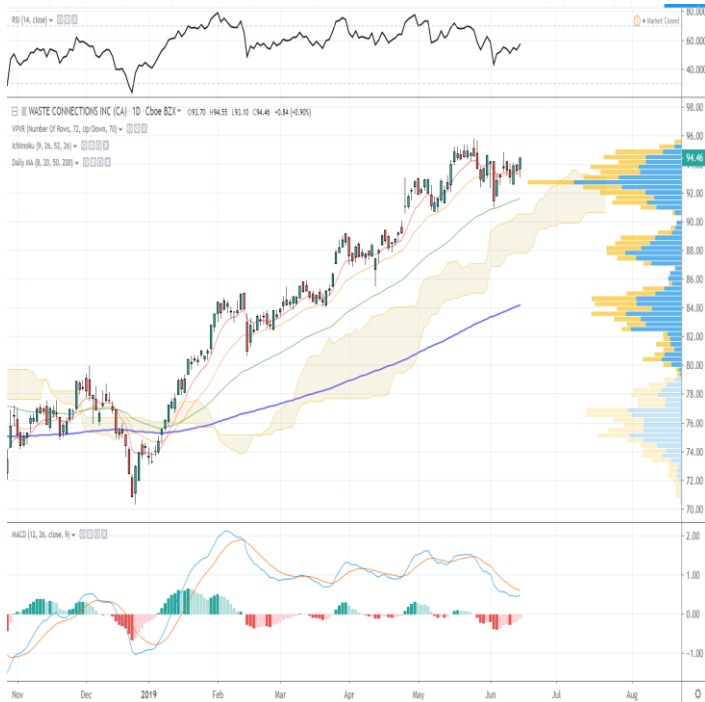 RSI (14, close)
Market Closed
80.000
60.000
40.000
WASTE CONNECTIONS INC (CA) · 1D · Cboe BZX O93.70 H94.55 L93.10 C94.46 +0.84 (+0.90%)
VPVR (Number Of Rows, 72, Up/Down, 70)
Ichimoku (9, 26, 52, 26)
Daily MA (8, 20, 50, 200)
98.00
96.00
94.46
92.00
90.00
88.00
86.00
84.00
82.00
80.00
78.00
76.00
74.00
72.00
70.00
MACD (12, 26, close, 9)
2.00
1.00
0.00
-1.00
Nov Dec 2019 Feb Mar Apr May Jun Jul Aug